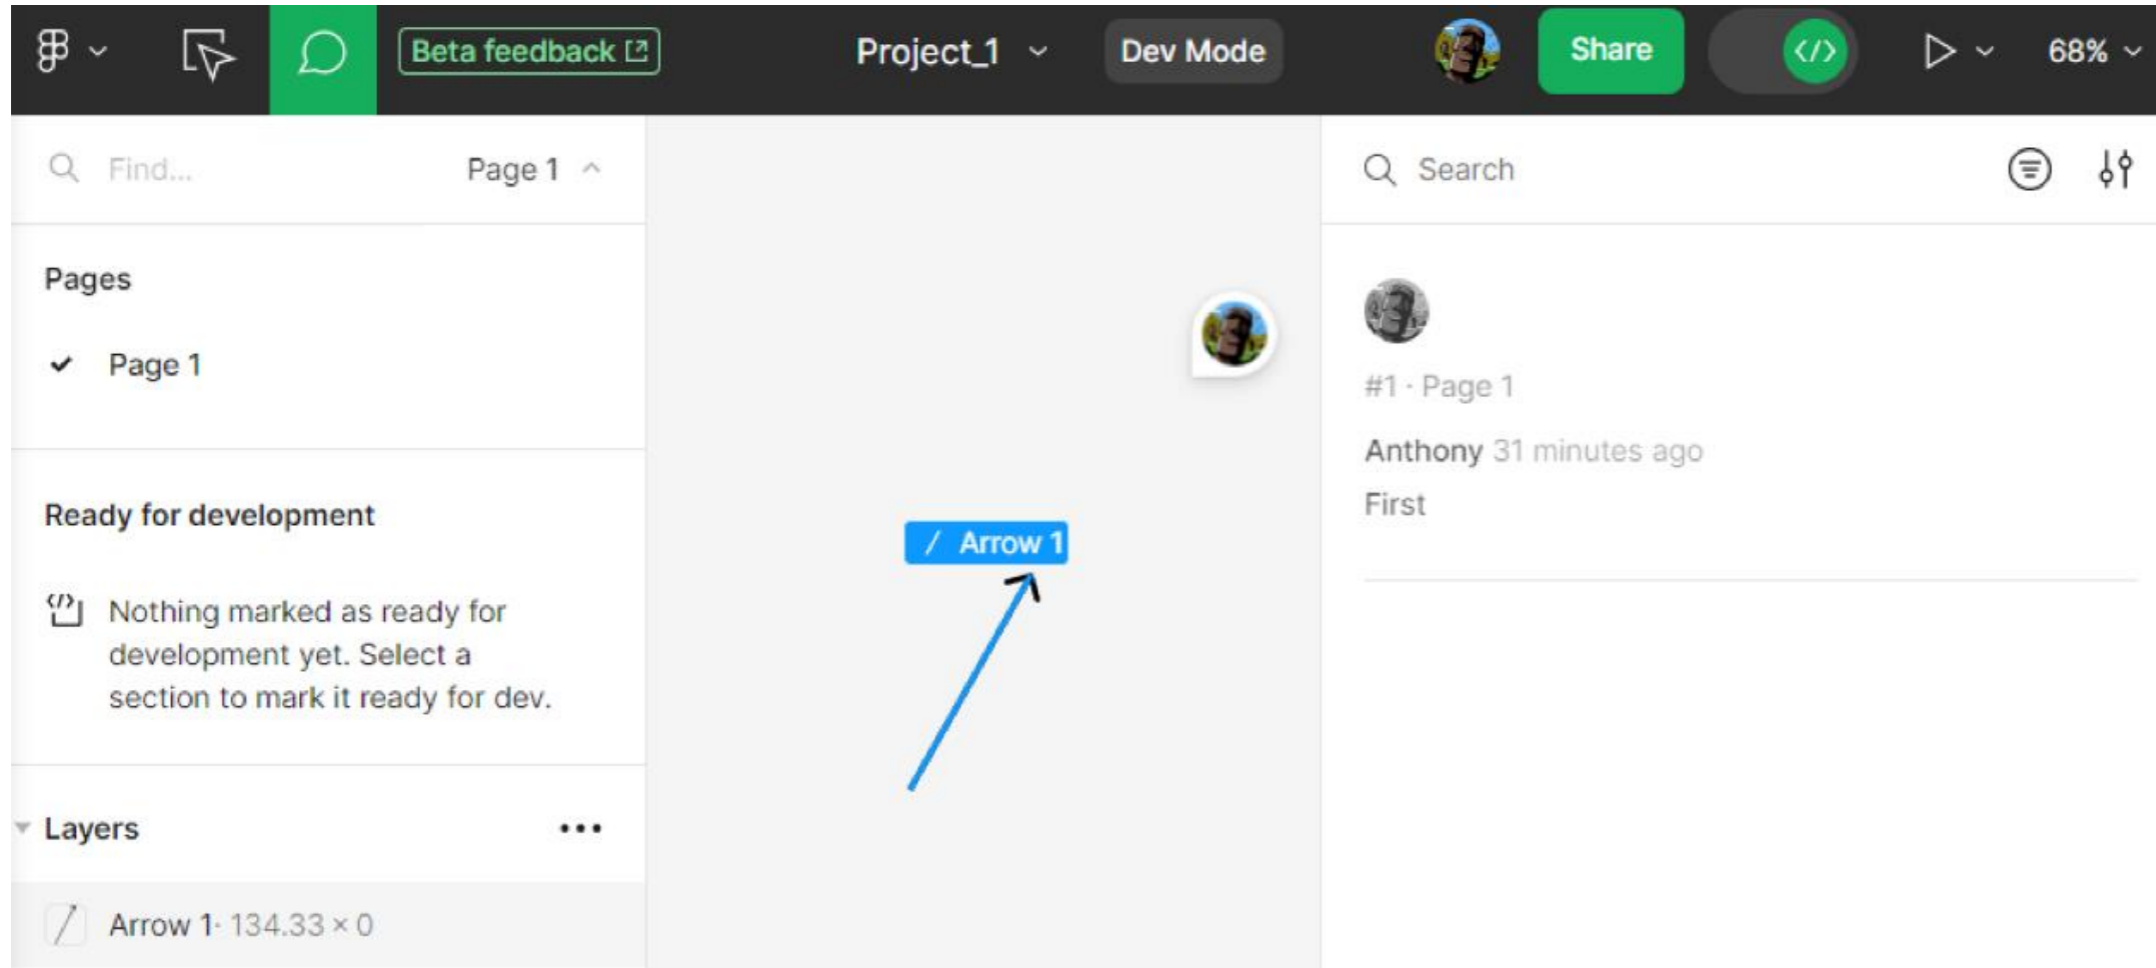 Beta feedback
Project_1
Dev Mode
Share
</>
68%
Find...
Page 1
Pages
Page 1
Ready for development
Nothing marked as ready for
development yet. Select a
section to mark it ready for dev.
Layers
Arrow 1· 134.33 × 0
Arrow 1
Search
#1 · Page 1
Anthony 31 minutes ago
First